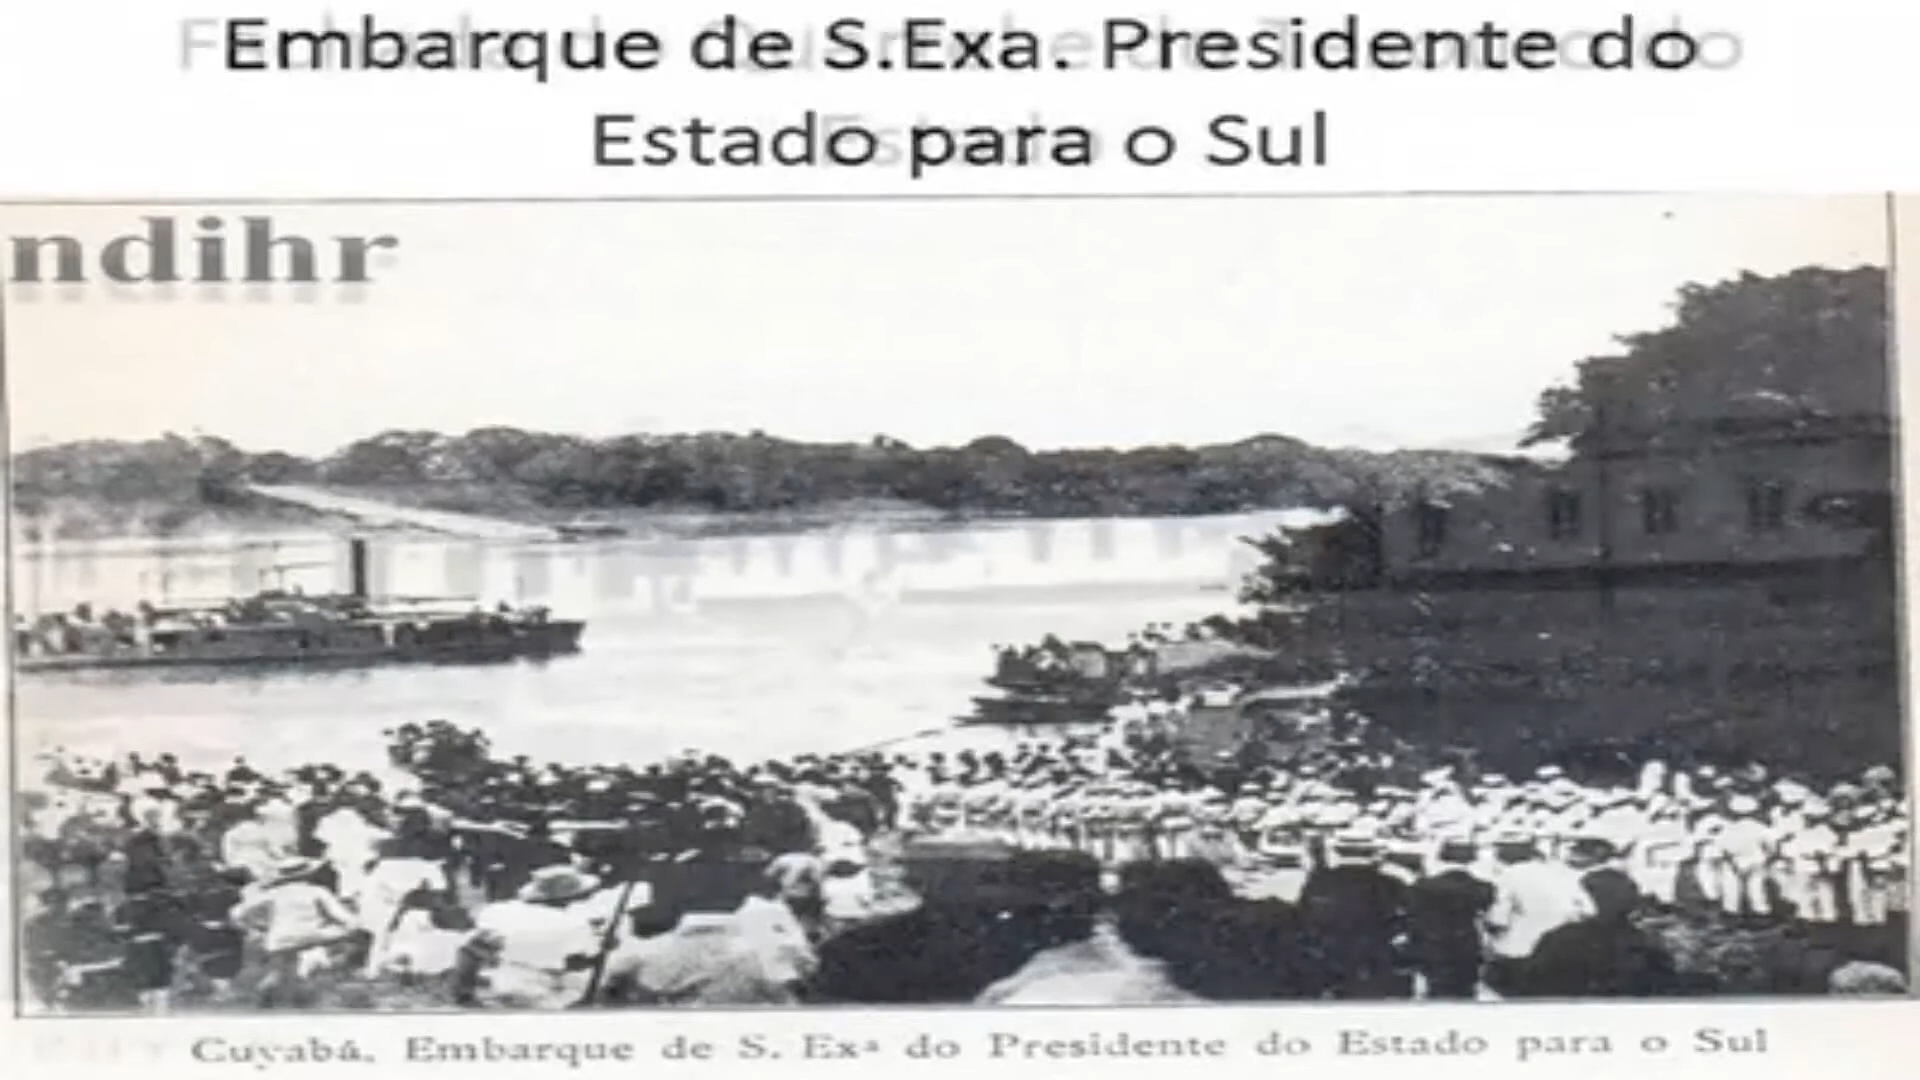 Embarque de S.Exa. Presidente do
Estado para o Sul
ndihr
Cuyabá. Embarque de S. Exª do Presidente do Estado para o Sul